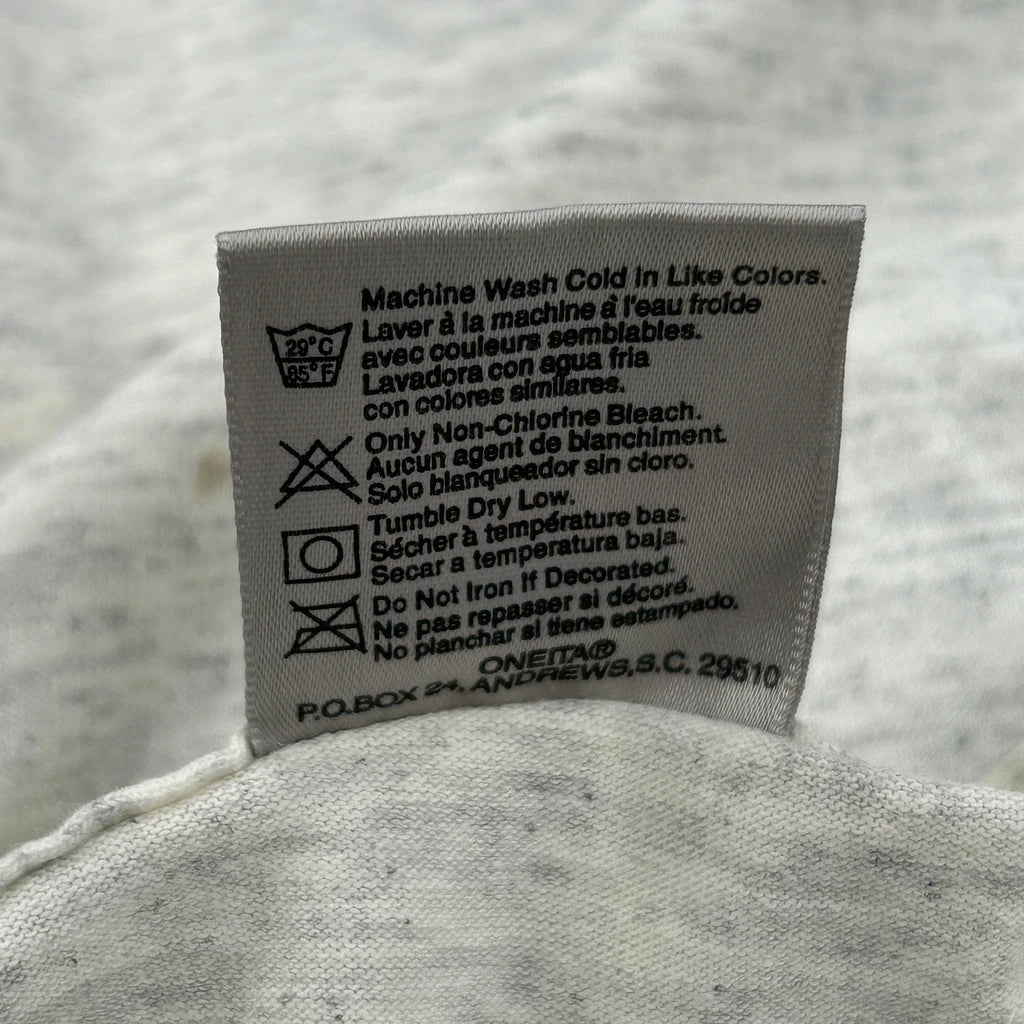 Machine Wash Cold in Like Colors.
Laver à la machine à l'eau froide
avec couleurs semblables.
Lavadora con agua fria
con colores similares.
29°C
85°F
Only Non-Chlorine Bleach.
Aucun agent de blanchiment.
Solo blanqueador sin cloro.
Tumble Dry Low.
Sécher à température bas.
Secar a temperatura baja.
Do Not Iron If Decorated.
Ne pas repasser si décoré.
No planchar si tiene estampado.
ONEITA®
P.O.BOX 24, ANDREWS,S.C. 29510